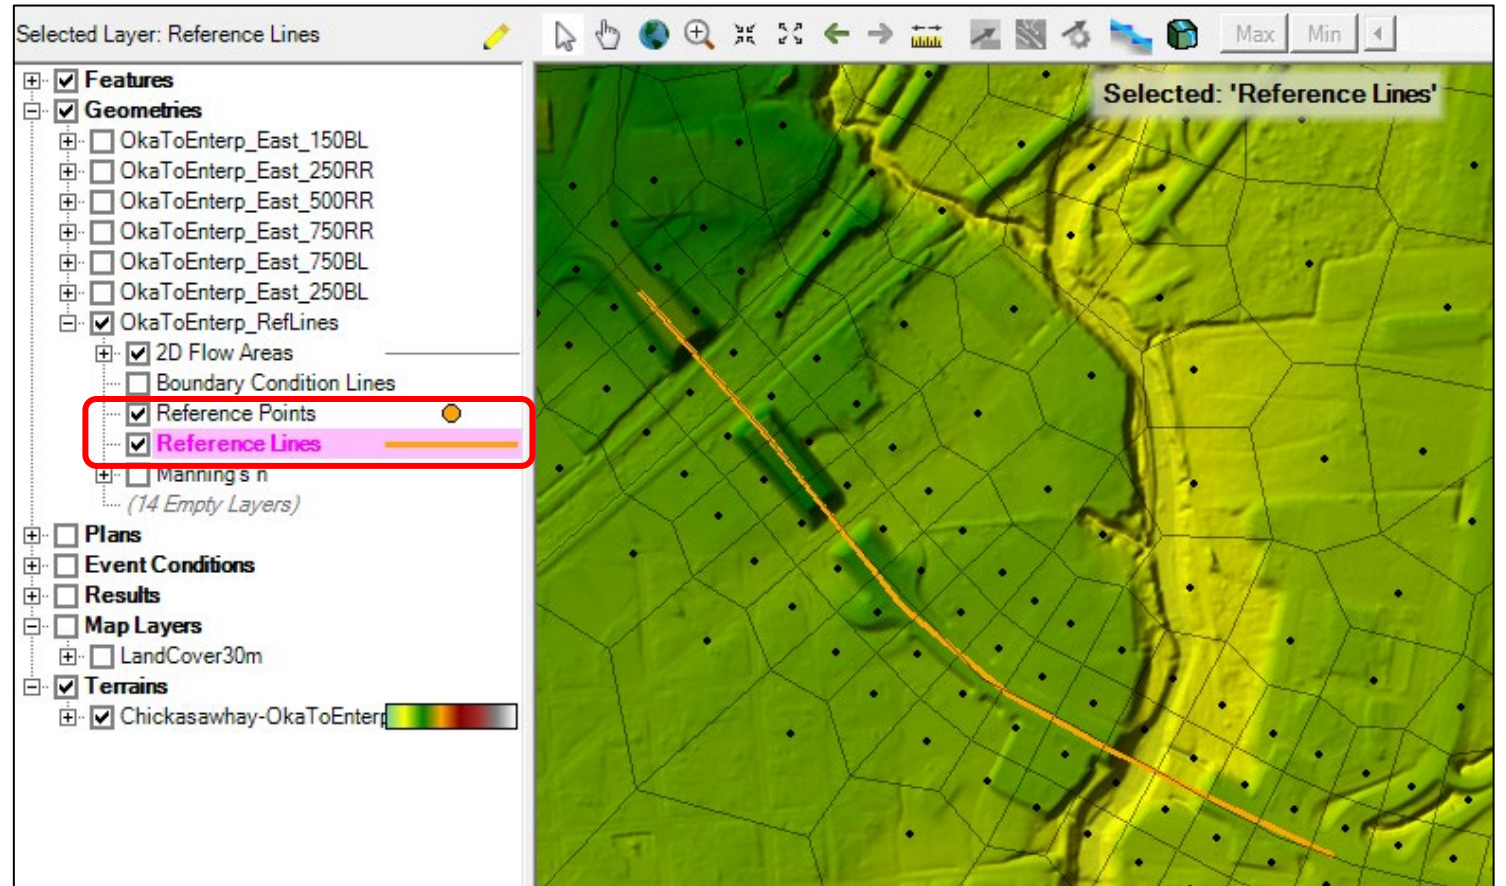 Selected Layer: Reference Lines
Max Min
Selected: 'Reference Lines'
Features
Geometries
OkaToEnterp_East_150BL
OkaToEnterp_East_250RR
OkaToEnterp_East_500RR
OkaToEnterp_East_750RR
OkaToEnterp_East_750BL
OkaToEnterp_East_250BL
OkaToEnterp_RefLines
2D Flow Areas
Boundary Condition Lines
Reference Points
Reference Lines
Manning's n
(14 Empty Layers)
Plans
Event Conditions
Results
Map Layers
LandCover30m
Terrains
Chickasawhay-OkaToEnterp